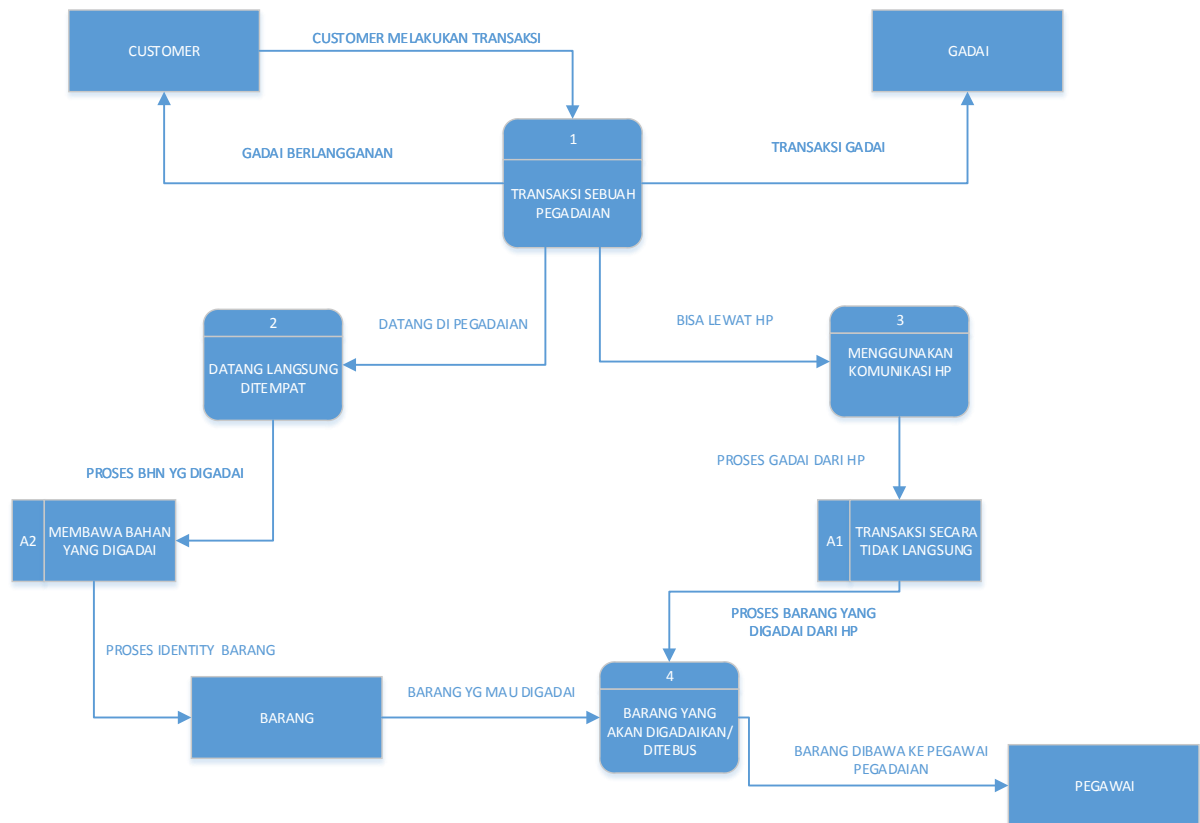 CUSTOMER
CUSTOMER MELAKUKAN TRANSAKSI
GADAI
GADAI BERLANGGANAN
1
TRANSAKSI SEBUAH
PEGADAIAN
TRANSAKSI GADAI
2
DATANG LANGSUNG
DITEMPAT
DATANG DI PEGADAIAN
BISA LEWAT HP
3
MENGGUNAKAN
KOMUNIKASI HP
PROSES BHN YG DIGADAI
PROSES GADAI DARI HP
A2
MEMBAWA BAHAN
YANG DIGADAI
A1
TRANSAKSI SECARA
TIDAK LANGSUNG
PROSES BARANG YANG
DIGADAI DARI HP
PROSES IDENTITY BARANG
BARANG
BARANG YG MAU DIGADAI
4
BARANG YANG
AKAN DIGADAIKAN/
DITEBUS
BARANG DIBAWA KE PEGAWAI
PEGADAIAN
PEGAWAI